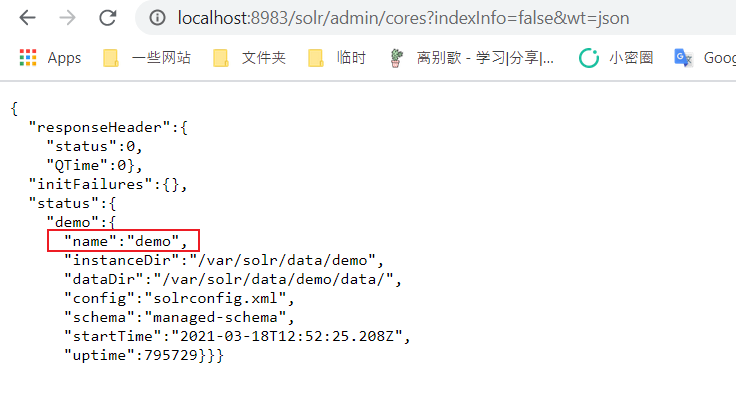 localhost:8983/solr/admin/cores?indexInfo=false&wt=json
Apps 一些网站 文件夹 临时 离别歌 - 学习|分享|... 小密圈 Goog
{
  "responseHeader":{
    "status":0,
    "QTime":0},
  "initFailures":{},
  "status":{
    "demo":{
      "name":"demo",
      "instanceDir":"/var/solr/data/demo",
      "dataDir":"/var/solr/data/demo/data/",
      "config":"solrconfig.xml",
      "schema":"managed-schema",
      "startTime":"2021-03-18T12:52:25.208Z",
      "uptime":795729}}}